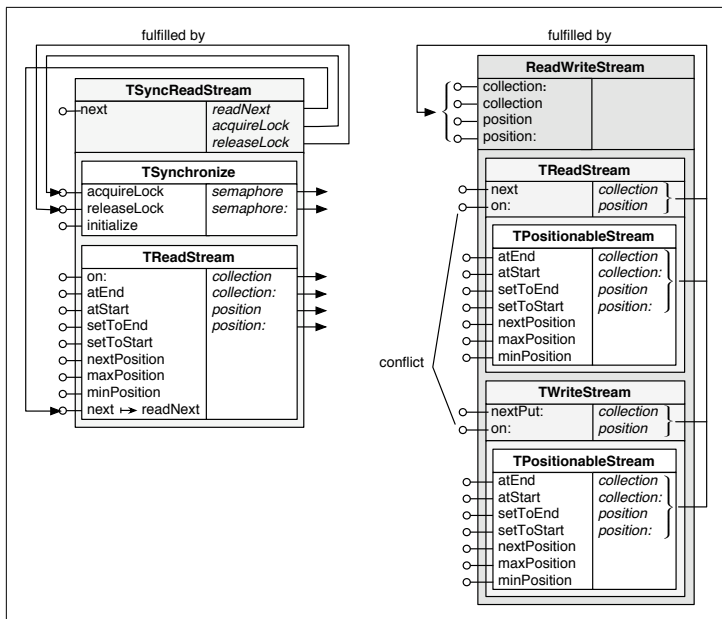 fulfilled by
TSyncReadStream
next readNext
acquireLock
releaseLock
TSynchronize
acquireLock semaphore
releaseLock semaphore:
initialize
TReadStream
on: collection
atEnd collection:
atStart position
setToEnd position:
setToStart
nextPosition
maxPosition
minPosition
next ↦ readNext
fulfilled by
ReadWriteStream
collection:
collection
position
position:
TReadStream
next collection
on: position
TPositionableStream
atEnd collection
atStart collection:
setToEnd position
setToStart position:
nextPosition
maxPosition
minPosition
conflict
TWriteStream
nextPut: collection
on: position
TPositionableStream
atEnd collection
atStart collection:
setToEnd position
setToStart position:
nextPosition
maxPosition
minPosition